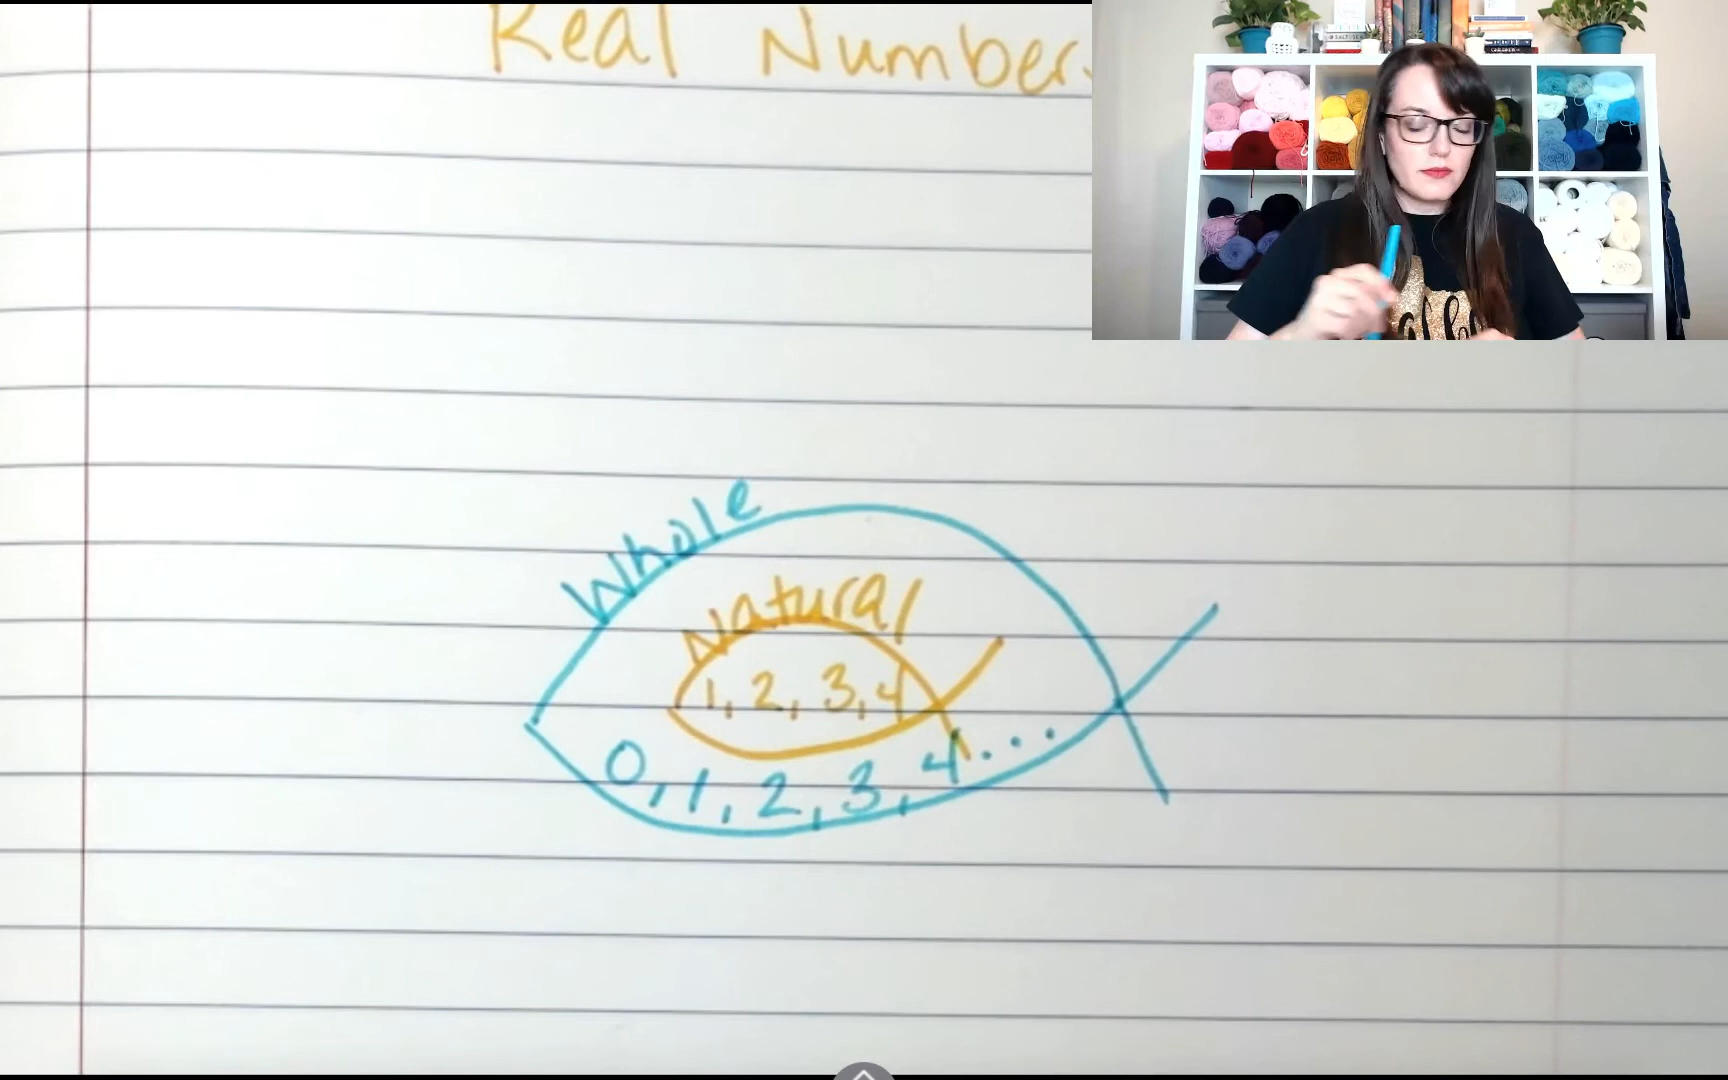 Real Number
Whole
Natural
1, 2, 3, 4
0, 1, 2, 3, 4...